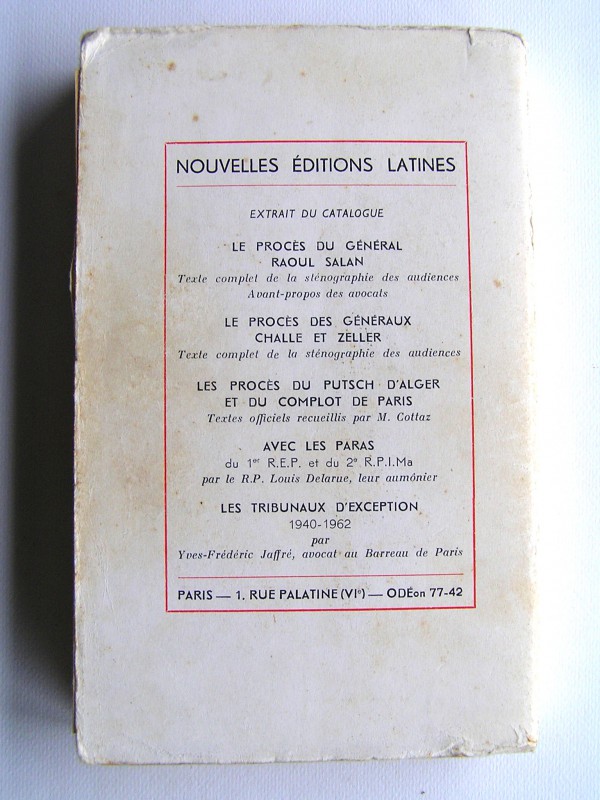 NOUVELLES ÉDITIONS LATINES
EXTRAIT DU CATALOGUE
LE PROCÈS DU GÉNÉRAL
RAOUL SALAN
Texte complet de la sténographie des audiences
Avant-propos des avocats
LE PROCÈS DES GÉNÉRAUX
CHALLE ET ZELLER
Texte complet de la sténographie des audiences
LES PROCÈS DU PUTSCH D'ALGER
ET DU COMPLOT DE PARIS
Textes officiels recueillis par M. Cottaz
AVEC LES PARAS
du 1er R.E.P. et du 2e R.P.I.Ma
par le R.P. Louis Delarue, leur aumônier
LES TRIBUNAUX D'EXCEPTION
1940-1962
par
Yves-Frédéric Jaffré, avocat au Barreau de Paris
PARIS — 1, RUE PALATINE (VIe) — ODÉon 77-42